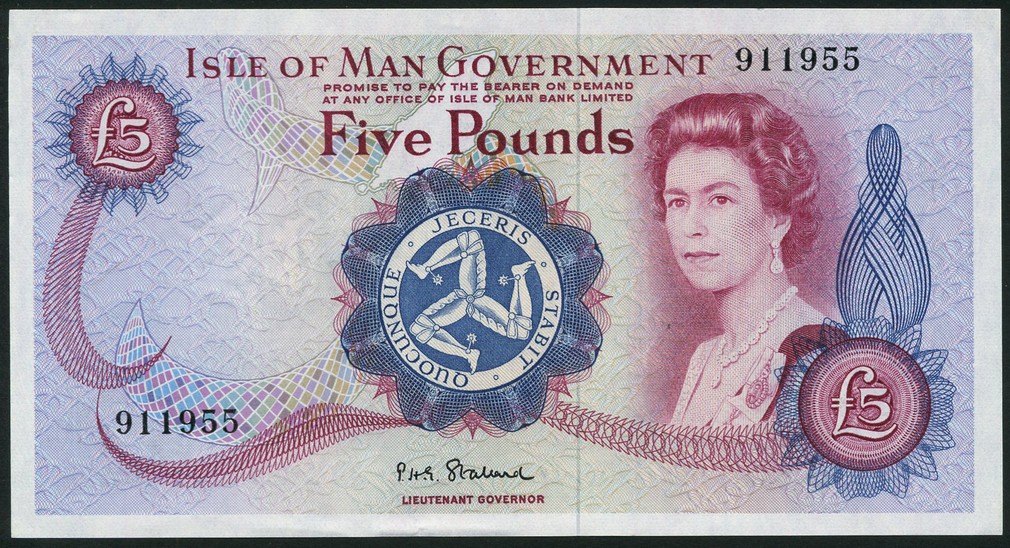 ISLE OF MAN GOVERNMENT 911955
PROMISE TO PAY THE BEARER ON DEMAND
AT ANY OFFICE OF ISLE OF MAN BANK LIMITED
Five Pounds
£5
QUOCUNQUE · JECERIS · STABIT ·
£5
911955
P.H.G. Stallard
LIEUTENANT GOVERNOR